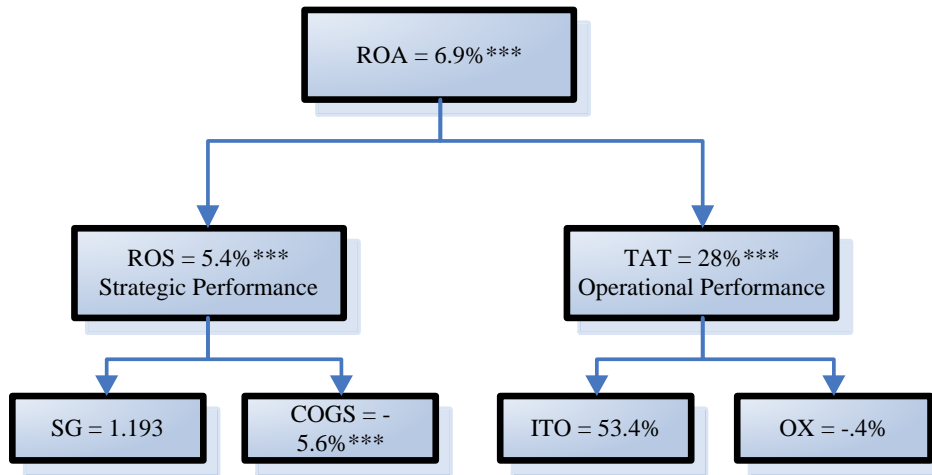 ROA = 6.9%***
ROS = 5.4%***
Strategic Performance
TAT = 28%***
Operational Performance
SG = 1.193
COGS = -
5.6%***
ITO = 53.4%
OX = -.4%